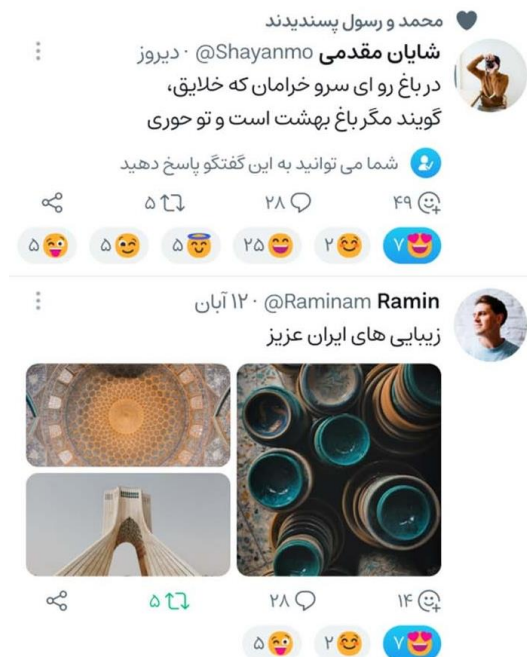 محمد و رسول پسندیدند
شایان مقدمی @Shayanmo · دیروز
در باغ رو ای سرو خرامان که خلایق،
گویند مگر باغ بهشت است و تو حوری
شما می توانید به این گفتگو پاسخ دهید
۴۹ ۲۸ ۵
۷ ۲ ۲۵ ۵ ۵ ۵
Ramin @Raminam · ۱۲ آبان
زیبایی های ایران عزیز
۱۴ ۲۸ ۵
۷ ۲ ۵